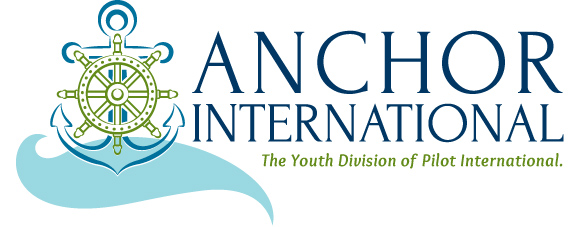 ANCHOR
INTERNATIONAL
The Youth Division of Pilot International.